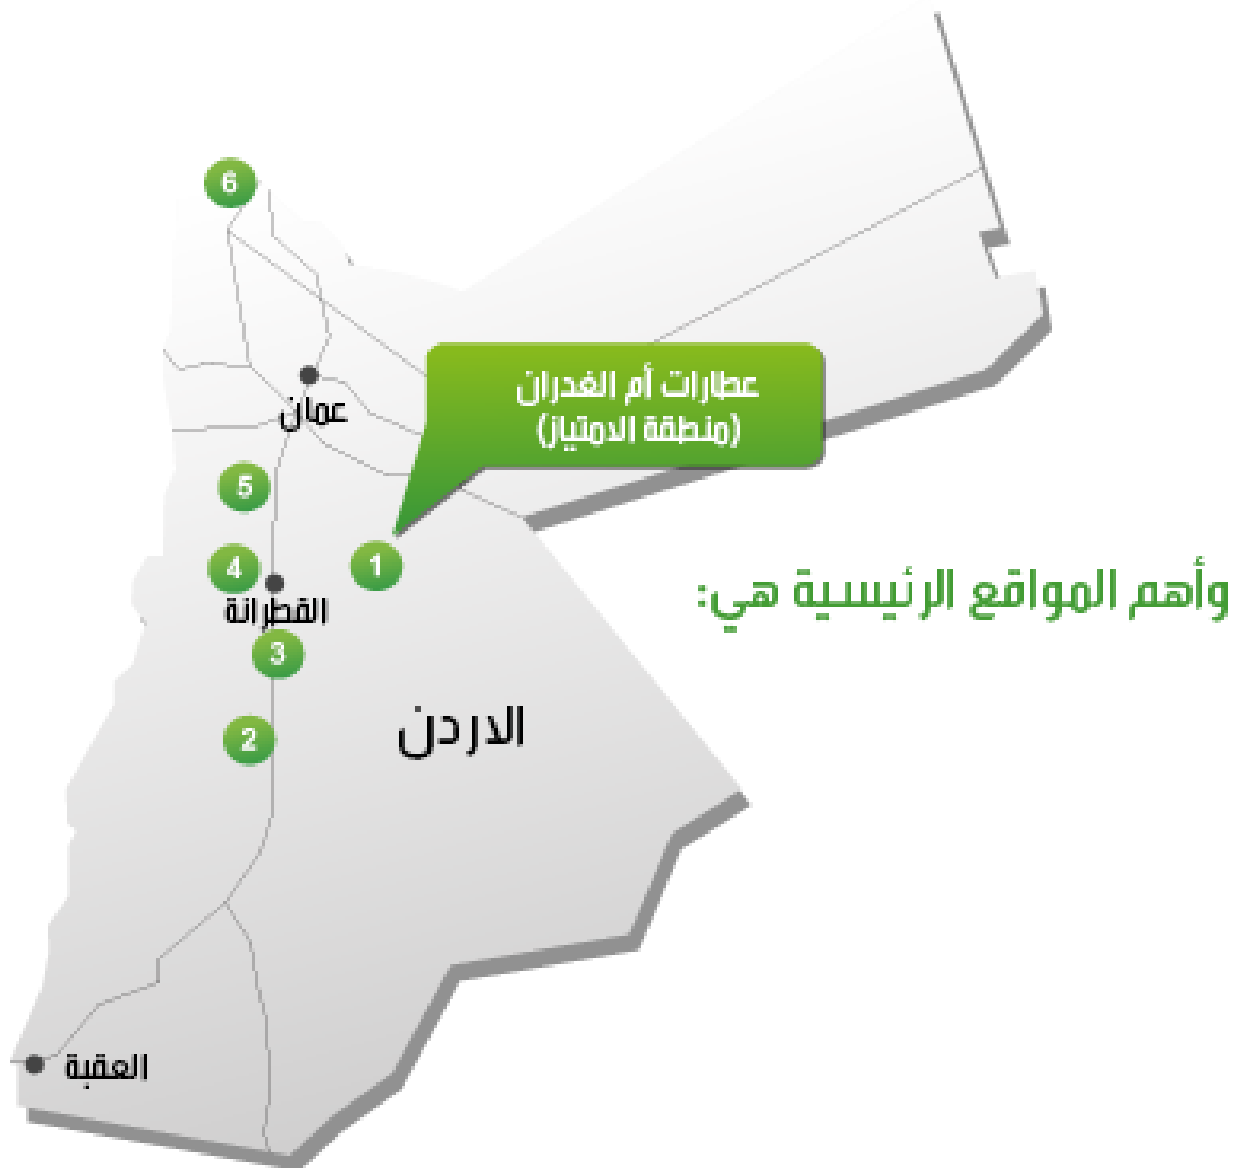 6
عمان
عطارات أم الغدران
(منطقة الامتياز)
5
4
1
القطرانة
وأهم المواقع الرئيسية هي:
3
2
الاردن
العقبة